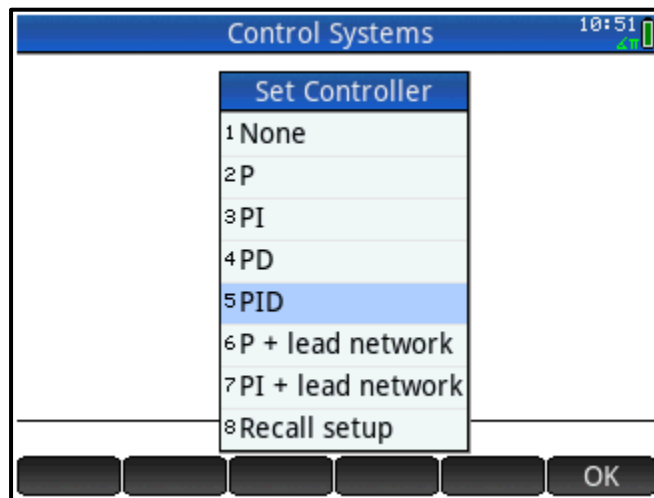 Control Systems
10:51
∡π
Set Controller
1 None
2 P
3 PI
4 PD
5 PID
6 P + lead network
7 PI + lead network
8 Recall setup
OK